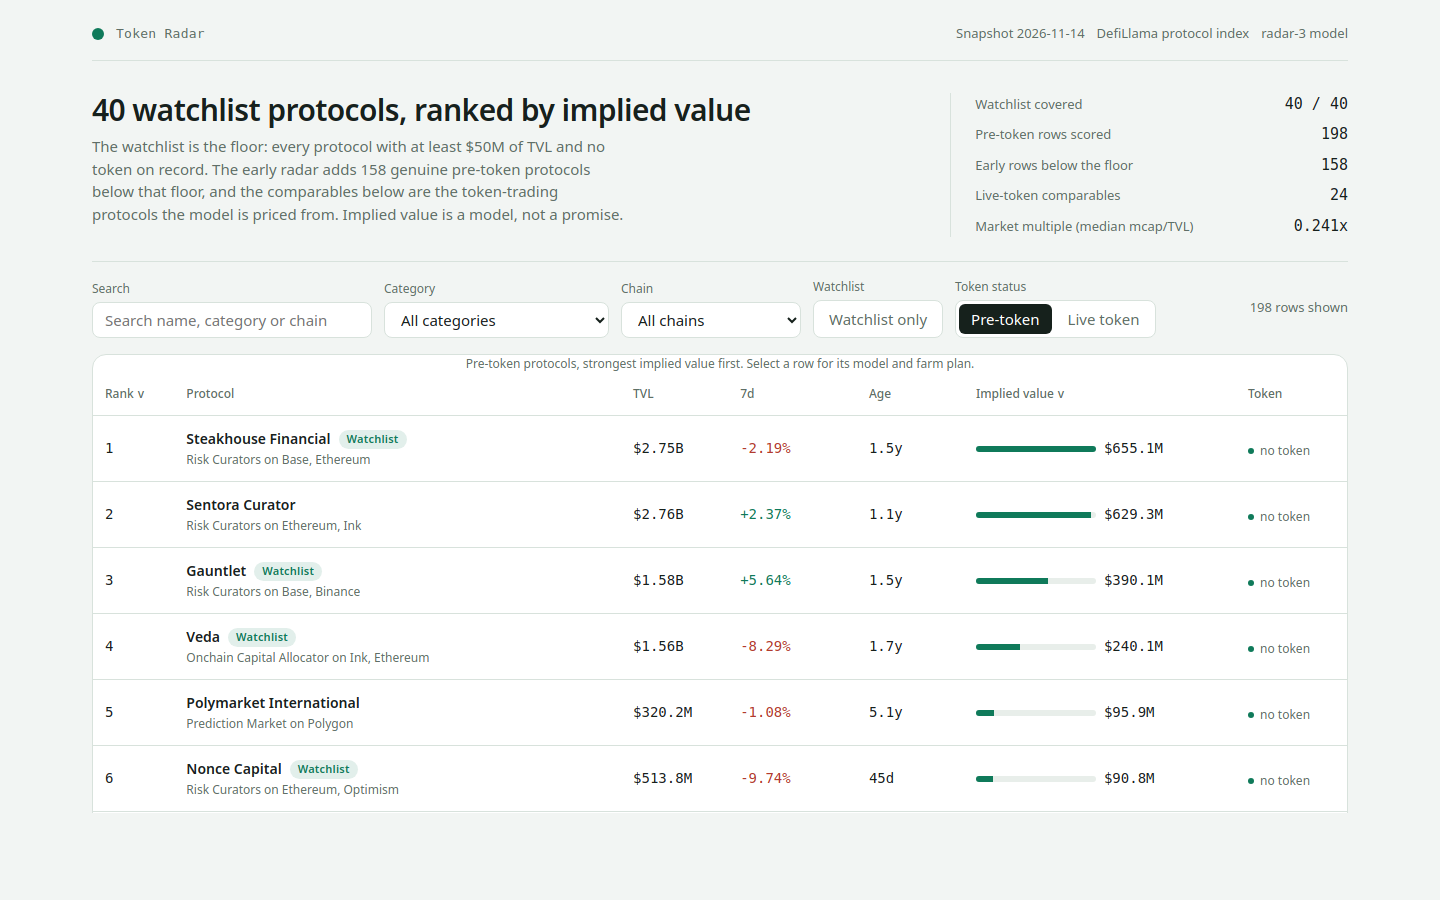 Token Radar
Snapshot 2026-11-14 DefiLlama protocol index radar-3 model
40 watchlist protocols, ranked by implied value
The watchlist is the floor: every protocol with at least $50M of TVL and no
token on record. The early radar adds 158 genuine pre-token protocols
below that floor, and the comparables below are the token-trading
protocols the model is priced from. Implied value is a model, not a promise.
Watchlist covered 40 / 40
Pre-token rows scored 198
Early rows below the floor 158
Live-token comparables 24
Market multiple (median mcap/TVL) 0.241x
Search Category Chain Watchlist Token status
Search name, category or chain All categories All chains Watchlist only Pre-token Live token
198 rows shown
Pre-token protocols, strongest implied value first. Select a row for its model and farm plan.
Rank v Protocol TVL 7d Age Implied value v Token
1 Steakhouse Financial Watchlist $2.75B -2.19% 1.5y $655.1M no token
Risk Curators on Base, Ethereum
2 Sentora Curator $2.76B +2.37% 1.1y $629.3M no token
Risk Curators on Ethereum, Ink
3 Gauntlet Watchlist $1.58B +5.64% 1.5y $390.1M no token
Risk Curators on Base, Binance
4 Veda Watchlist $1.56B -8.29% 1.7y $240.1M no token
Onchain Capital Allocator on Ink, Ethereum
5 Polymarket International $320.2M -1.08% 5.1y $95.9M no token
Prediction Market on Polygon
6 Nonce Capital Watchlist $513.8M -9.74% 45d $90.8M no token
Risk Curators on Ethereum, Optimism